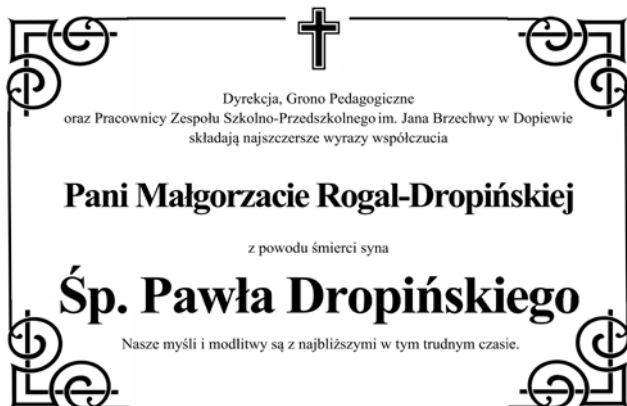 Dyrekcja, Grono Pedagogiczne
oraz Pracownicy Zespołu Szkolno-Przedszkolnego im. Jana Brzechwy w Dopiewie
składają najszczersze wyrazy współczucia
Pani Małgorzacie Rogal-Dropińskiej
z powodu śmierci syna
Śp. Pawła Dropińskiego
Nasze myśli i modlitwy są z najbliższymi w tym trudnym czasie.